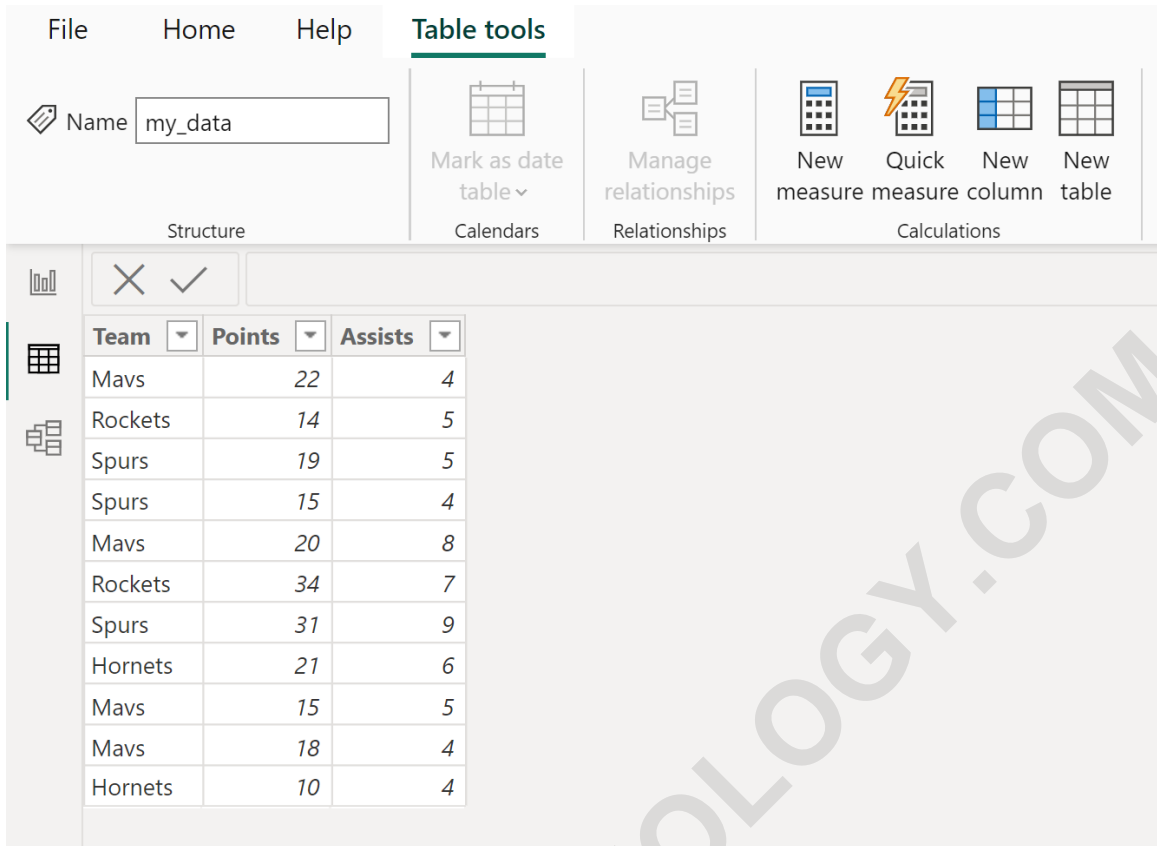 File Home Help Table tools
Name my_data
Mark as date table
Manage relationships
New measure
Quick measure
New column
New table
Structure Calendars Relationships Calculations
Team Points Assists
Mavs 22 4
Rockets 14 5
Spurs 19 5
Spurs 15 4
Mavs 20 8
Rockets 34 7
Spurs 31 9
Hornets 21 6
Mavs 15 5
Mavs 18 4
Hornets 10 4
OLOGY.COM